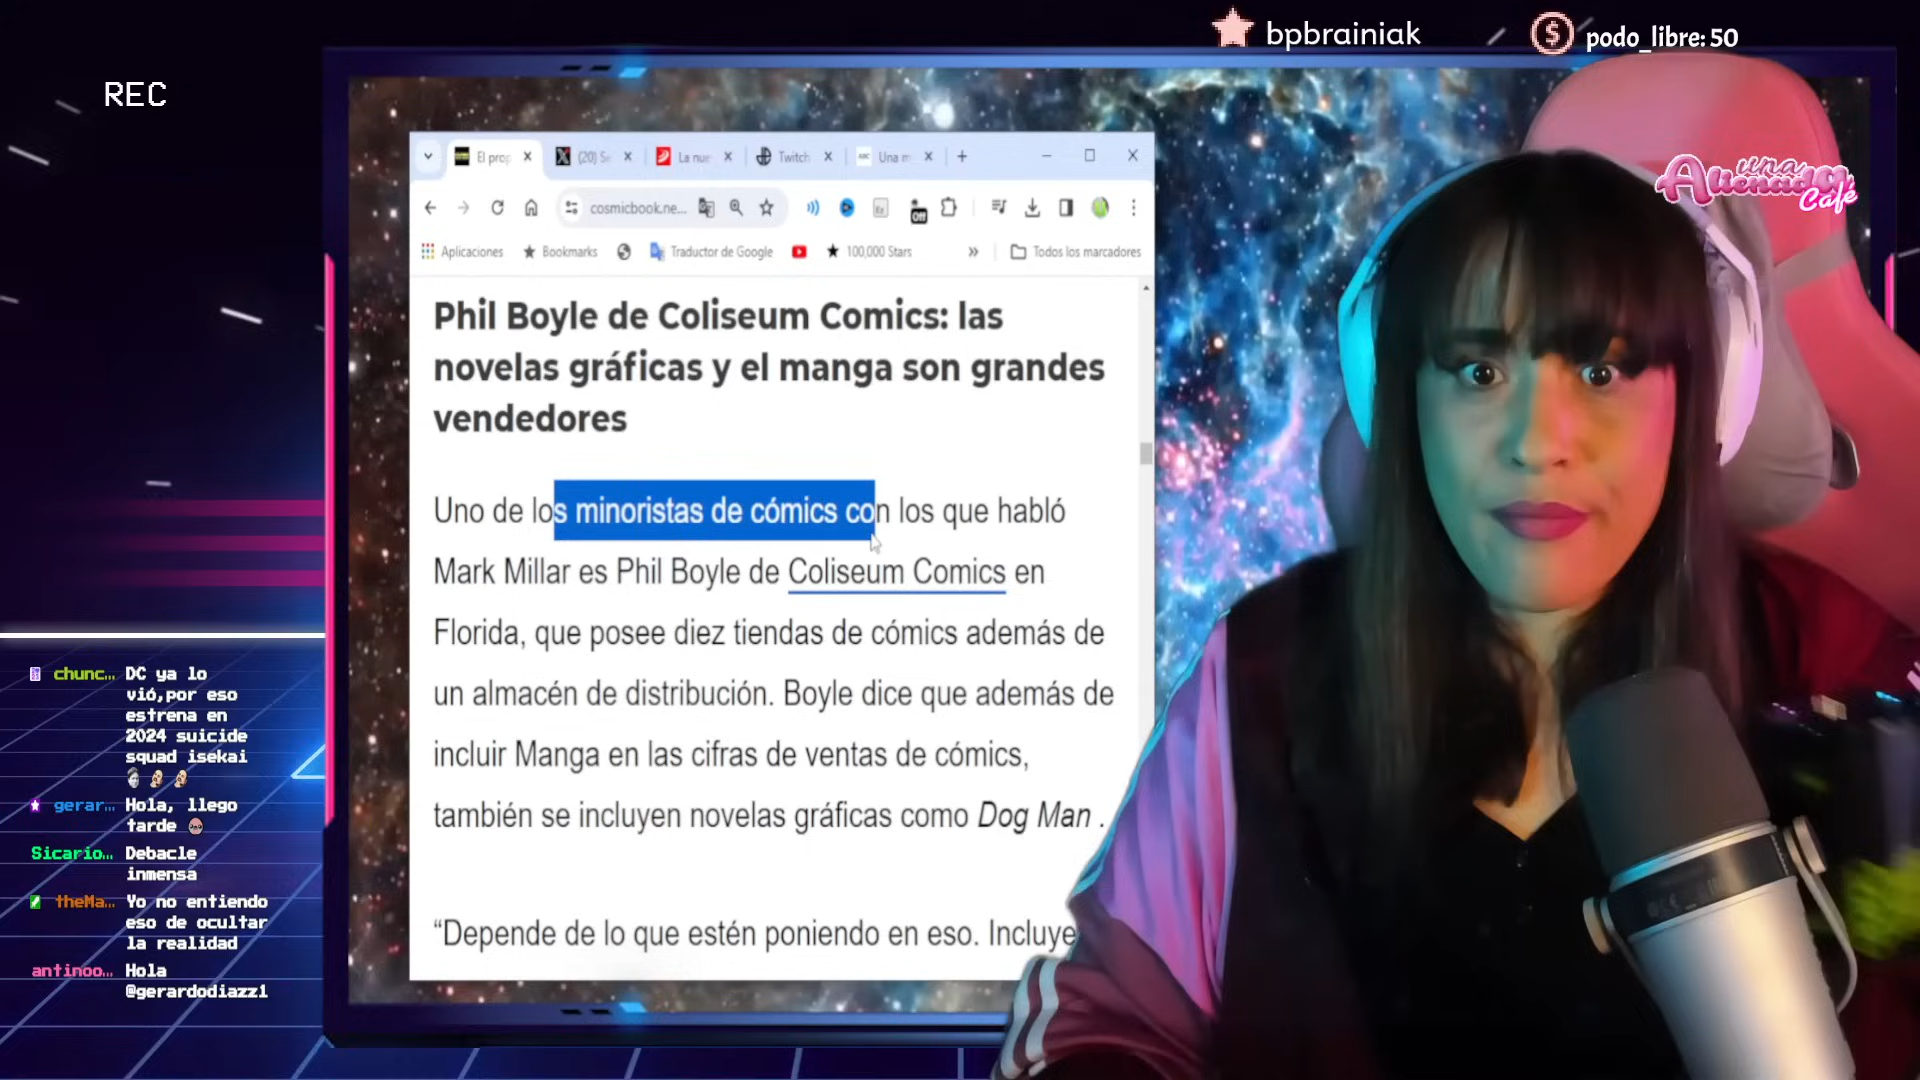 bpbrainiak
podo_libre: 50
REC
una
Alienada
Café
El prop
(20) Se
La nue
Twitch
Una m
cosmicbook.ne...
Off
Aplicaciones
Bookmarks
Traductor de Google
100,000 Stars
»
Todos los marcadores
Phil Boyle de Coliseum Comics: las
novelas gráficas y el manga son grandes
vendedores
Uno de los minoristas de cómics con los que habló
Mark Millar es Phil Boyle de Coliseum Comics en
Florida, que posee diez tiendas de cómics además de
un almacén de distribución. Boyle dice que además de
incluir Manga en las cifras de ventas de cómics,
también se incluyen novelas gráficas como Dog Man .
“Depende de lo que estén poniendo en eso. Incluye
chunc... DC ya lo
vió,por eso
estrena en
2024 suicide
squad isekai
gerar... Hola, llego
tarde
Sicario... Debacle
inmensa
theMa... Yo no entiendo
eso de ocultar
la realidad
antinoo... Hola
@gerardodiazz1